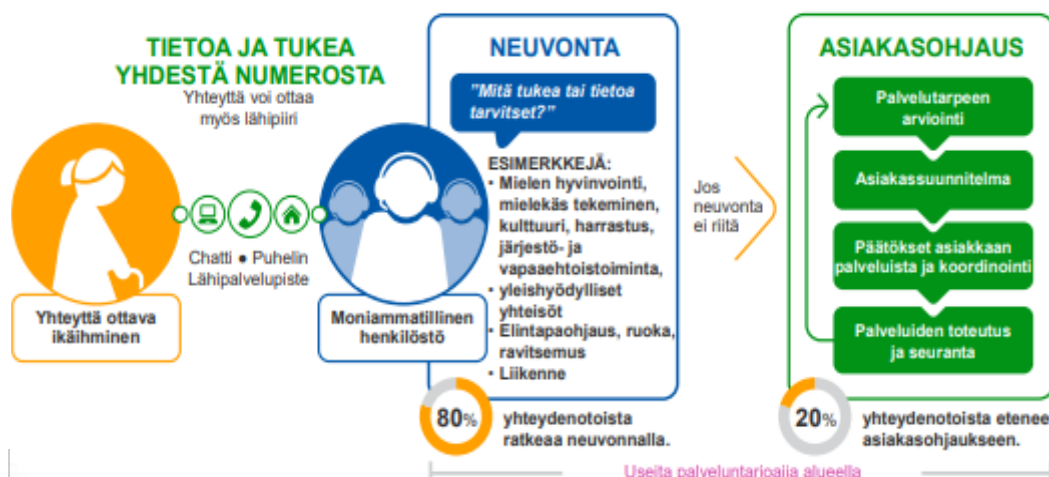 TIETOA JA TUKEA
YHDESTÄ NUMEROSTA
Yhteyttä voi ottaa
myös lähipiiri
Chatti ● Puhelin
Lähipalvelupiste
Yhteyttä ottava
ikäihminen
Moniammatillinen
henkilöstö
NEUVONTA
"Mitä tukea tai tietoa
tarvitset?"
ESIMERKKEJÄ:
• Mielen hyvinvointi,
mielekäs tekeminen,
kulttuuri, harrastus,
järjestö- ja
vapaaehtoistoiminta,
• yleishyödylliset
yhteisöt
• Elintapaohjaus, ruoka,
ravitsemus
• Liikenne
80%
yhteydenotoista
ratkeaa neuvonnalla.
Jos
neuvonta
ei riitä
ASIAKASOHJAUS
Palvelutarpeen
arviointi
Asiakassuunnitelma
Päätökset asiakkaan
palveluista ja koordinointi
Palveluiden toteutus
ja seuranta
20%
yhteydenotoista etenee
asiakasohjaukseen.
Useita palveluntarjoajia alueella